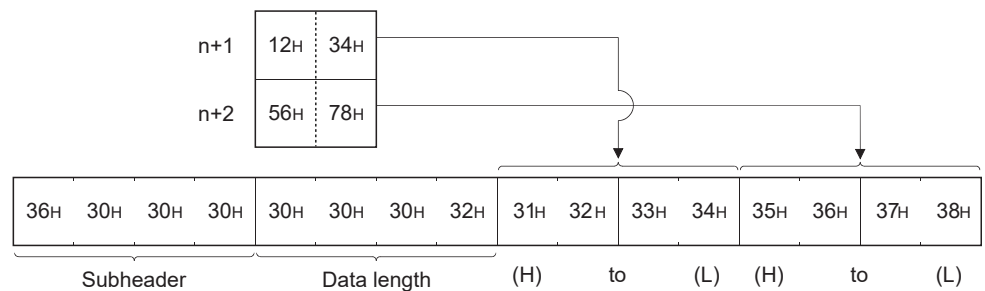 n+1 12H 34H
n+2 56H 78H
36H 30H 30H 30H 30H 30H 30H 32H 31H 32H 33H 34H 35H 36H 37H 38H
Subheader Data length (H) to (L) (H) to (L)